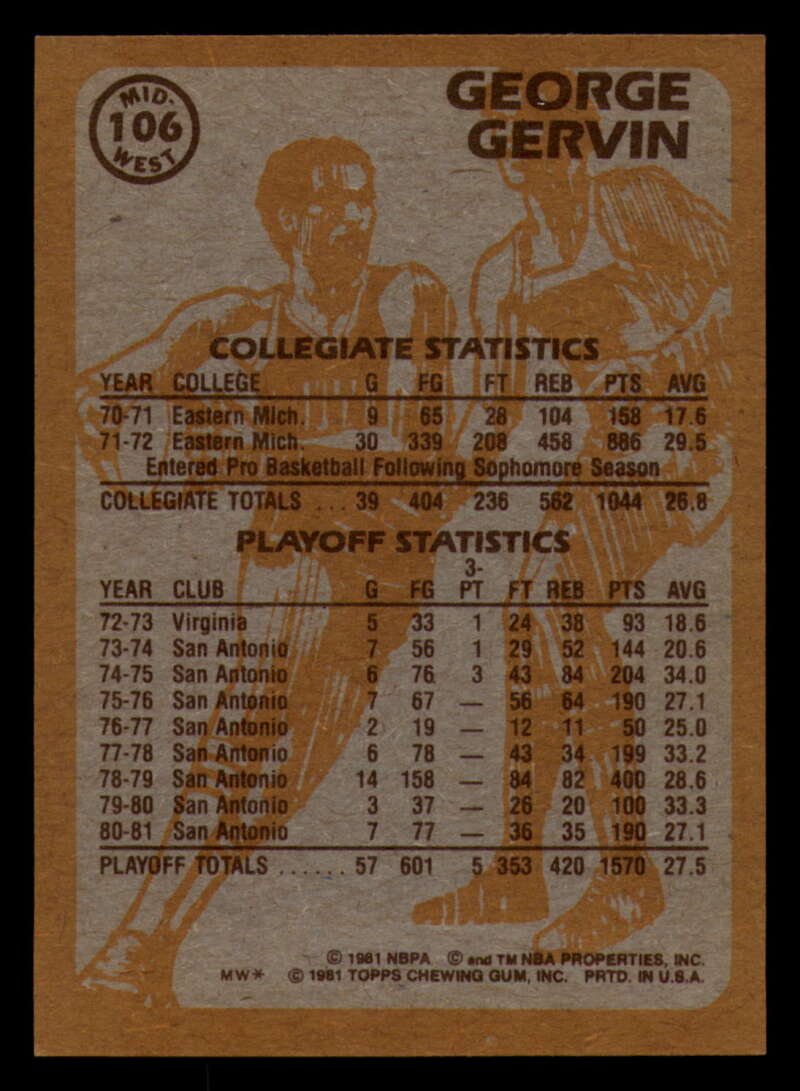 MID-
106
WEST
GEORGE
GERVIN
COLLEGIATE STATISTICS
YEAR COLLEGE G FG FT REB PTS AVG
70-71 Eastern Mich. 9 65 28 104 158 17.6
71-72 Eastern Mich. 30 339 208 458 886 29.5
Entered Pro Basketball Following Sophomore Season
COLLEGIATE TOTALS ... 39 404 236 562 1044 26.8
PLAYOFF STATISTICS
YEAR CLUB G FG 3-PT FT REB PTS AVG
72-73 Virginia 5 33 1 24 38 93 18.6
73-74 San Antonio 7 56 1 29 52 144 20.6
74-75 San Antonio 6 76 3 43 84 204 34.0
75-76 San Antonio 7 67 — 56 64 190 27.1
76-77 San Antonio 2 19 — 12 11 50 25.0
77-78 San Antonio 6 78 — 43 34 199 33.2
78-79 San Antonio 14 158 — 84 82 400 28.6
79-80 San Antonio 3 37 — 26 20 100 33.3
80-81 San Antonio 7 77 — 36 35 190 27.1
PLAYOFF TOTALS ...... 57 601 5 353 420 1570 27.5
© 1981 NBPA © and TM NBA PROPERTIES, INC.
MW* © 1981 TOPPS CHEWING GUM, INC. PRTD. IN U.S.A.